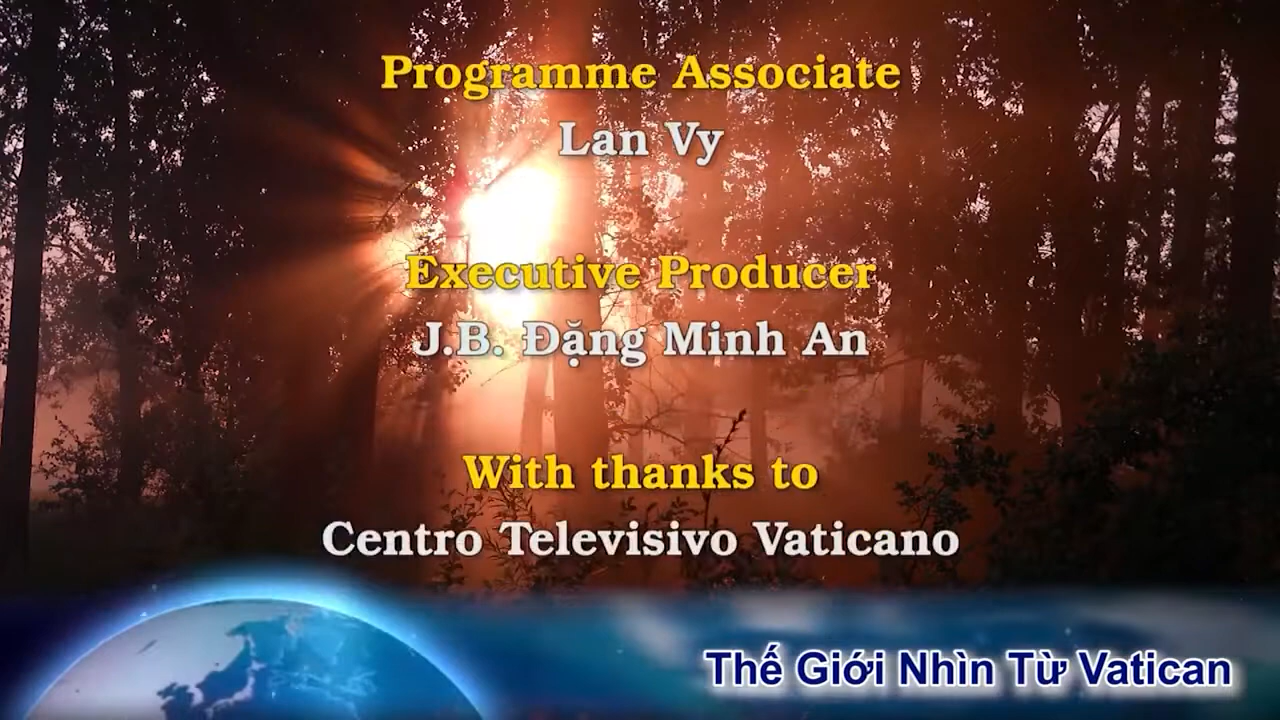 Programme Associate
Lan Vy
Executive Producer
J.B. Đặng Minh An
With thanks to
Centro Televisivo Vaticano
Thế Giới Nhìn Từ Vatican